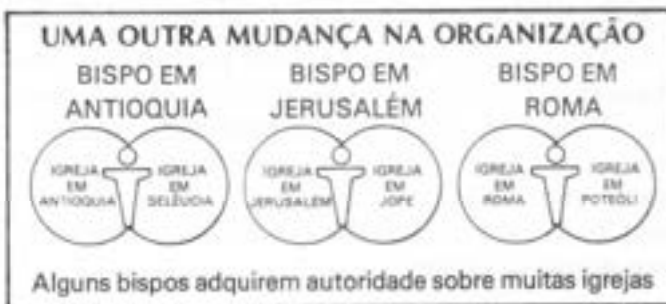 UMA OUTRA MUDANÇA NA ORGANIZAÇÃO
BISPO EM
ANTIOQUIA
BISPO EM
JERUSALÉM
BISPO EM
ROMA
IGREJA
EM
ANTIOQUIA
IGREJA
EM
SELÊUCIA
IGREJA
EM
JERUSALÉM
IGREJA
EM
JOPE
IGREJA
EM
ROMA
IGREJA
EM
POTEÓLI
Alguns bispos adquirem autoridade sobre muitas igrejas